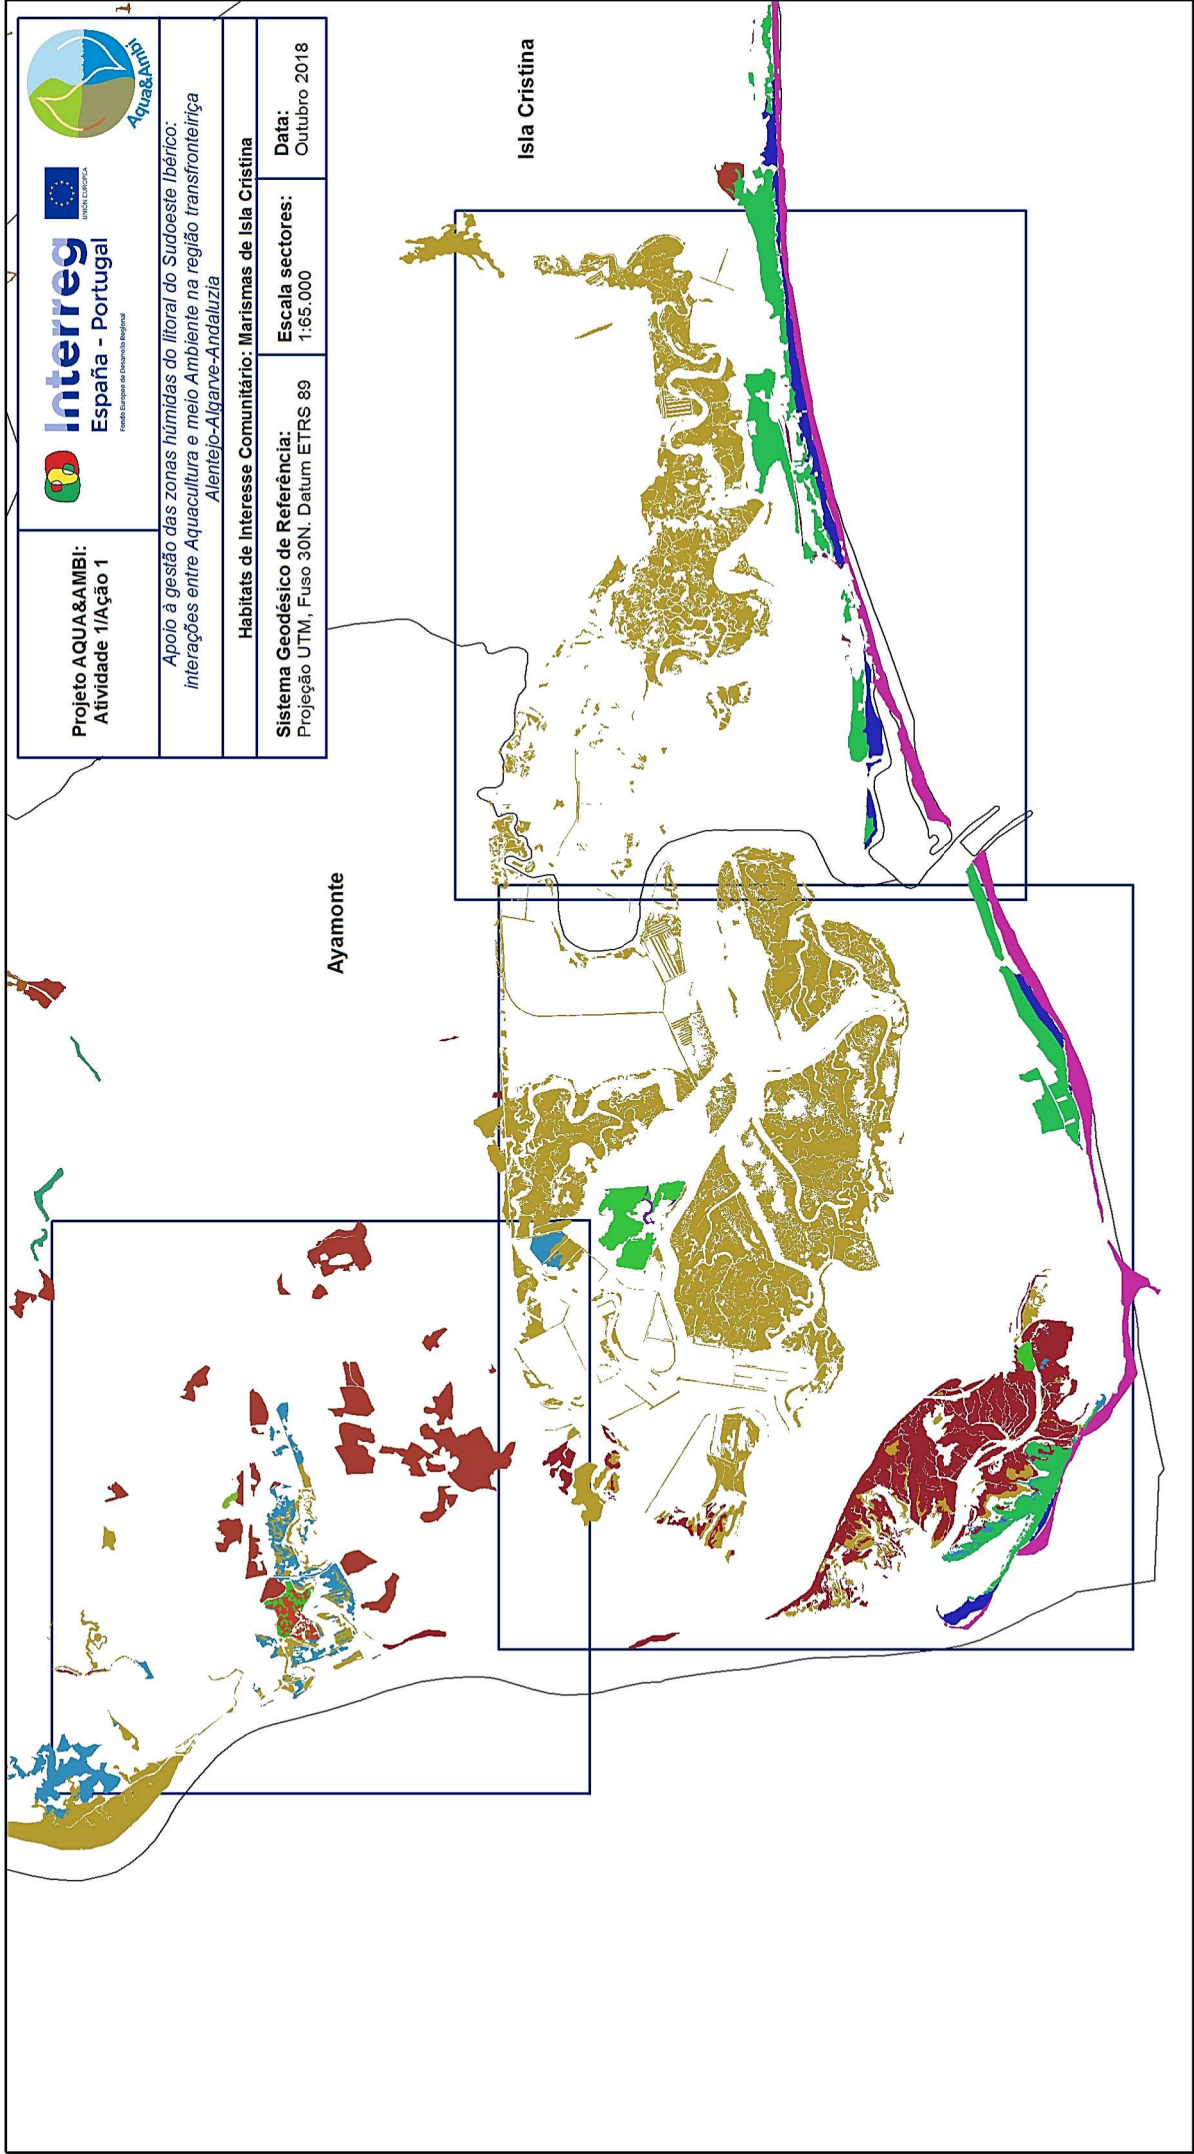 Projeto AQUA&AMBI:
Atividade 1/Ação 1
Interreg
España - Portugal
Fondo Europeo de Desarrollo Regional
UNIÓN EUROPEA
Aqua&Ambi
Apoio à gestão das zonas húmidas do litoral do Sudoeste Ibérico:
interações entre Aquacultura e meio Ambiente na região transfronteiriça
Alentejo-Algarve-Andaluzia
Habitats de Interesse Comunitário: Marismas de Isla Cristina
Sistema Geodésico de Referência:
Projeção UTM, Fuso 30N. Datum ETRS 89
Escala sectores:
1:65.000
Data:
Outubro 2018
Ayamonte
Isla Cristina